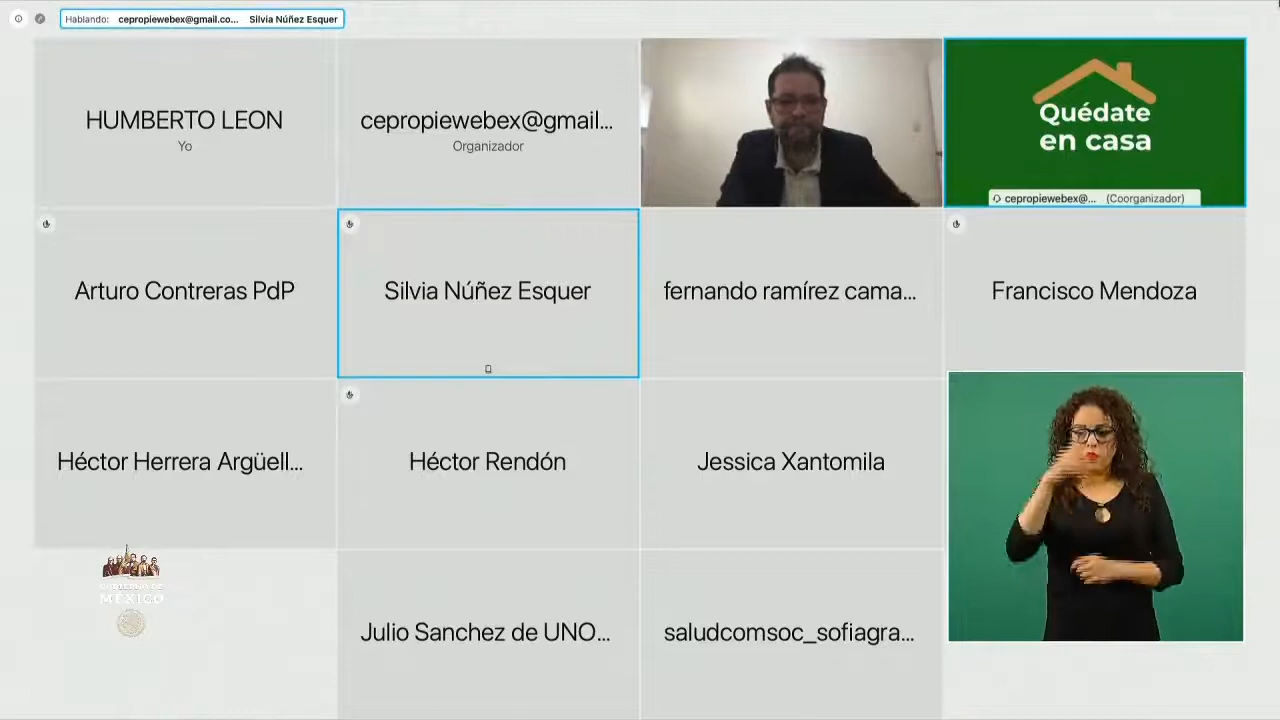 Hablando: cepropiewebex@gmail.co... Silvia Núñez Esquer
HUMBERTO LEON
Yo
cepropiewebex@gmail...
Organizador
Quédate
en casa
cepropiewebex@... (Coorganizador)
Arturo Contreras PdP
Silvia Núñez Esquer
fernando ramírez cama...
Francisco Mendoza
Héctor Herrera Argüell...
Héctor Rendón
Jessica Xantomila
GOBIERNO DE
MÉXICO
Julio Sanchez de UNO...
saludcomsoc_sofiagra...